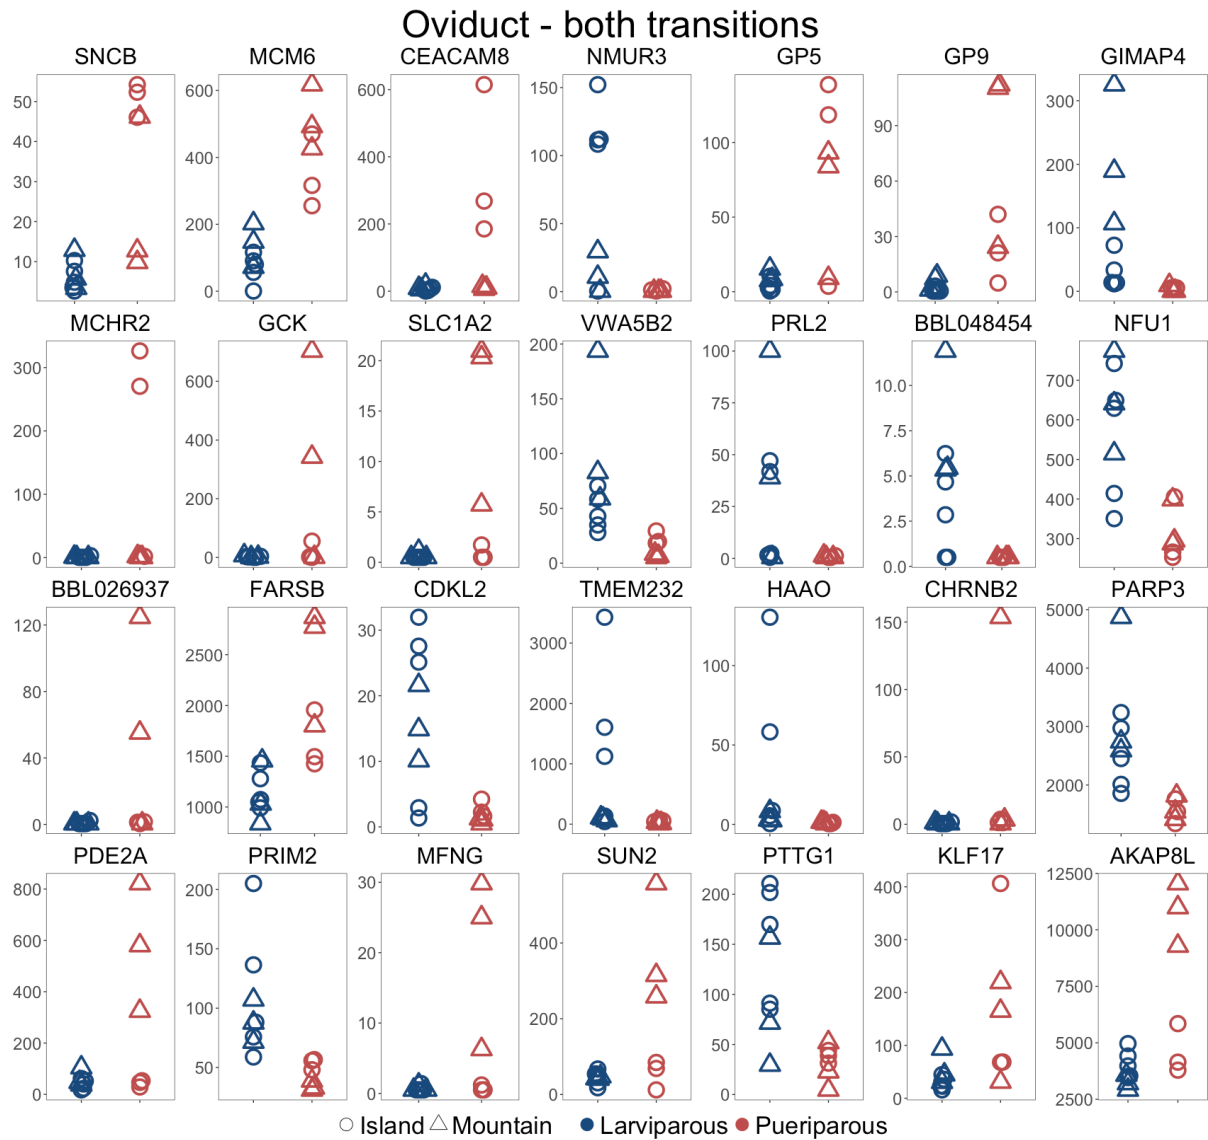 Oviduct - both transitions
SNCB MCM6 CEACAM8 NMUR3 GP5 GP9 GIMAP4
50 40 30 20 10
600 400 200 0
600 400 200 0
150 100 50 0
100 50 0
90 60 30 0
300 200 100 0
MCHR2 GCK SLC1A2 VWA5B2 PRL2 BBL048454 NFU1
300 200 100 0
600 400 200 0
20 15 10 5 0
200 150 100 50 0
100 75 50 25 0
10.0 7.5 5.0 2.5 0.0
700 600 500 400 300
BBL026937 FARSB CDKL2 TMEM232 HAAO CHRNB2 PARP3
120 80 40 0
2500 2000 1500 1000
30 20 10 0
3000 2000 1000 0
100 50 0
150 100 50 0
5000 4000 3000 2000
PDE2A PRIM2 MFNG SUN2 PTTG1 KLF17 AKAP8L
800 600 400 200 0
200 150 100 50
30 20 10 0
400 200 0
200 150 100 50 0
400 300 200 100 0
12500 10000 7500 5000 2500
Island Mountain Larviparous Pueriparous